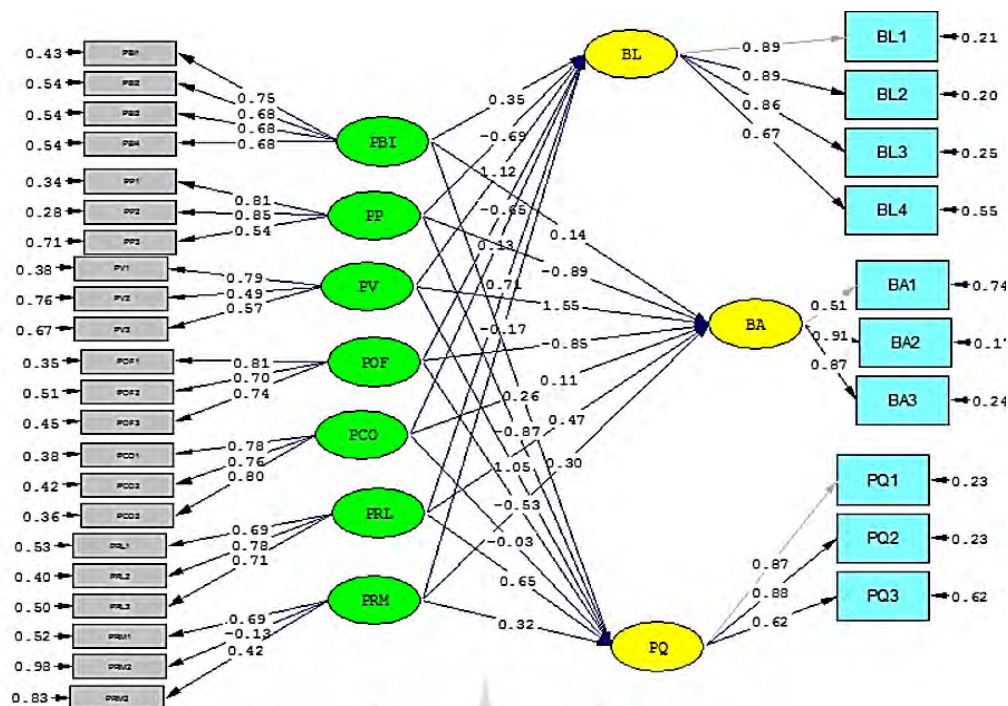 0.43 PBI1 0.75
0.54 PBI2 0.68
0.54 PBI3 0.68
0.54 PBI4 0.68
PBI
0.34 PP1 0.81
0.28 PP2 0.85
0.71 PP3 0.54
PP
0.38 PV1 0.79
0.76 PV2 0.49
0.67 PV3 0.57
PV
0.35 POF1 0.81
0.51 POF2 0.70
0.45 POF3 0.74
POF
0.38 PCO1 0.78
0.42 PCO2 0.76
0.36 PCO3 0.80
PCO
0.53 PRL1 0.69
0.40 PRL2 0.78
0.50 PRL3 0.71
PRL
0.52 PRM1 0.69
0.98 PRM2 -0.13
0.83 PRM3 0.42
PRM
0.35
-0.69
1.12
-0.65
0.13
0.71
-0.17
0.14
-0.89
1.55
-0.85
0.11
0.47
0.30
0.26
-0.87
1.05
-0.53
-0.03
0.65
0.32
BL
0.89 BL1 0.21
0.89 BL2 0.20
0.86 BL3 0.25
0.67 BL4 0.55
BA
0.51 BA1 0.74
0.91 BA2 0.17
0.87 BA3 0.24
PQ
0.87 PQ1 0.23
0.88 PQ2 0.23
0.62 PQ3 0.62